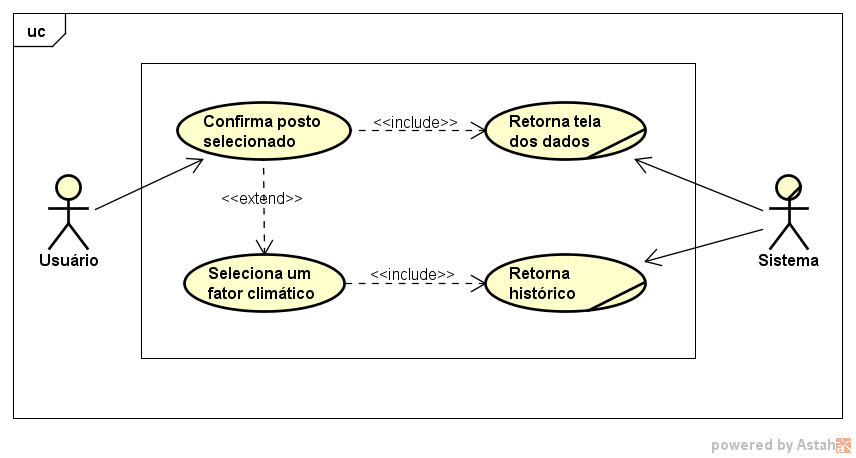 uc
Confirma posto
selecionado
<<include>>
Retorna tela
dos dados
<<extend>>
Usuário
Sistema
Seleciona um
fator climático
<<include>>
Retorna
histórico
powered by Astah